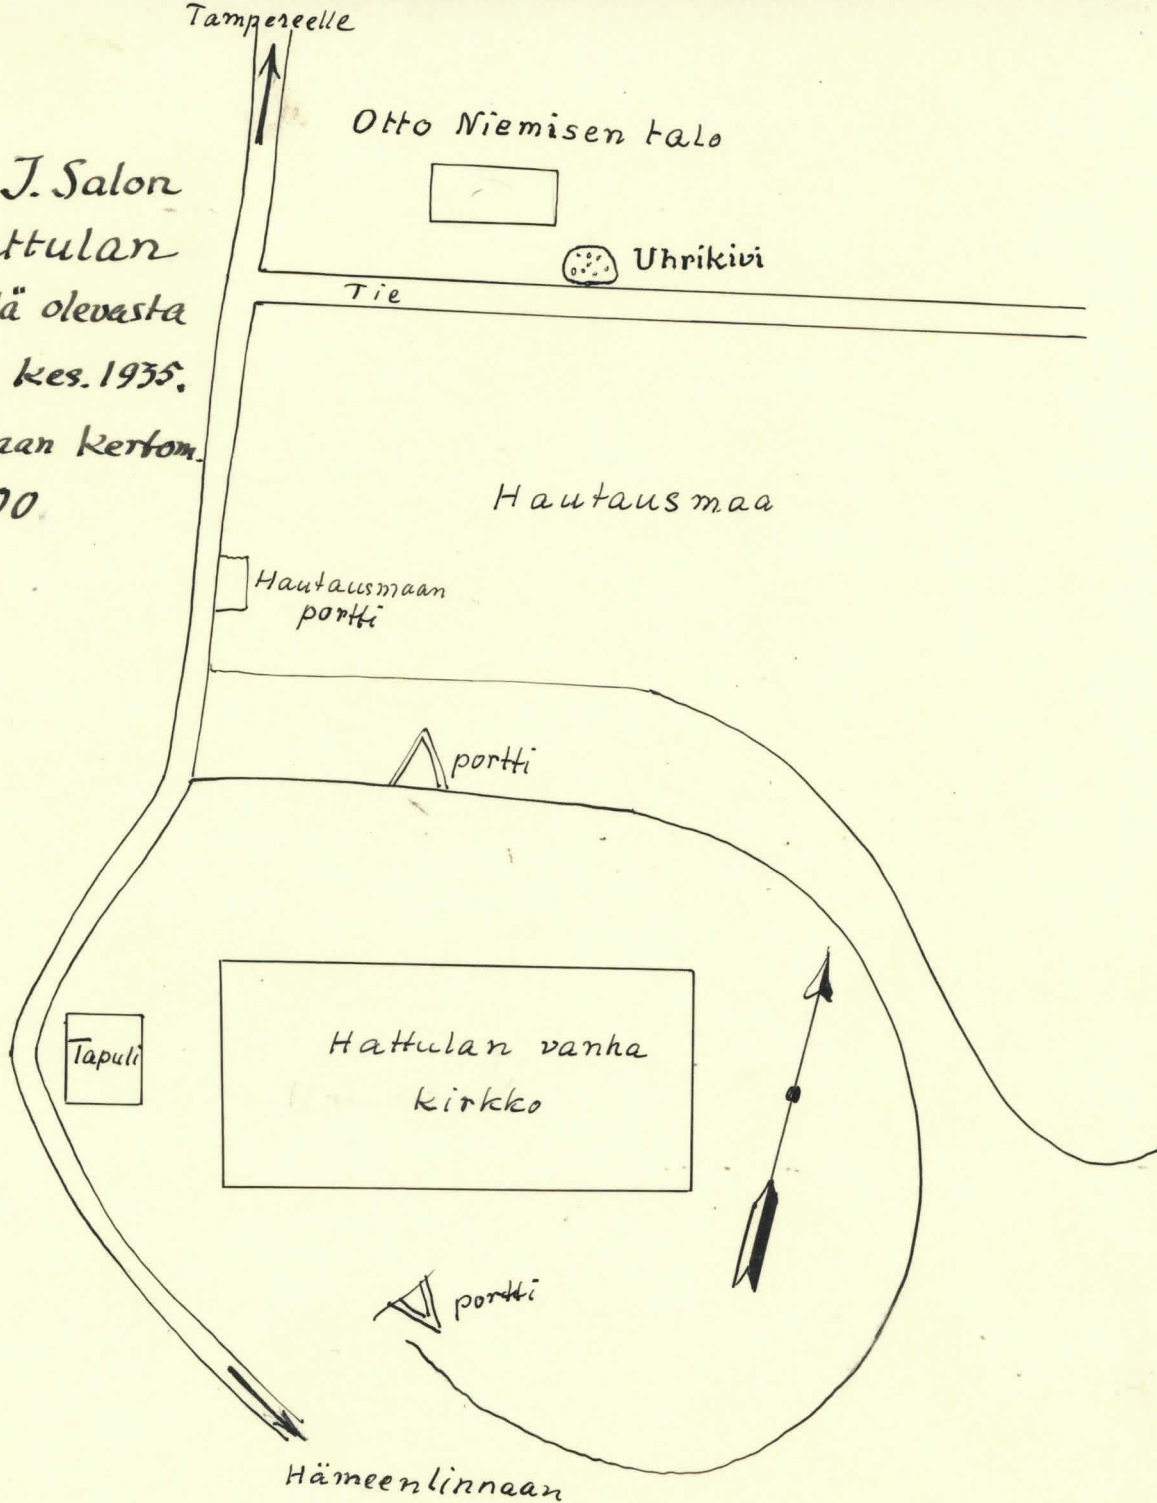 Tampereelle
J. Salon
ttulan
ä olevasta
kes. 1935.
aan kertom.
00
Otto Niemisen talo
Uhrikivi
Tie
Hautausmaa
Hautausmaan
portti
portti
Tapuli
Hattulan vanha
kirkko
portti
Hämeenlinnaan